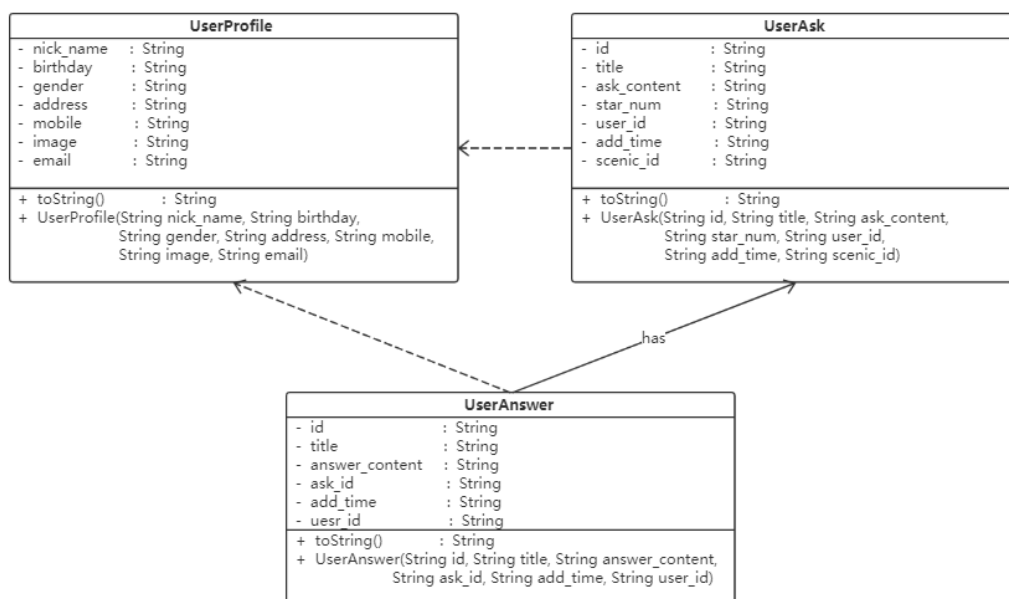 UserProfile
- nick_name : String
- birthday : String
- gender : String
- address : String
- mobile : String
- image : String
- email : String
+ toString() : String
+ UserProfile(String nick_name, String birthday,
String gender, String address, String mobile,
String image, String email)
UserAsk
- id : String
- title : String
- ask_content : String
- star_num : String
- user_id : String
- add_time : String
- scenic_id : String
+ toString() : String
+ UserAsk(String id, String title, String ask_content,
String star_num, String user_id,
String add_time, String scenic_id)
has
UserAnswer
- id : String
- title : String
- answer_content : String
- ask_id : String
- add_time : String
- uesr_id : String
+ toString() : String
+ UserAnswer(String id, String title, String answer_content,
String ask_id, String add_time, String user_id)